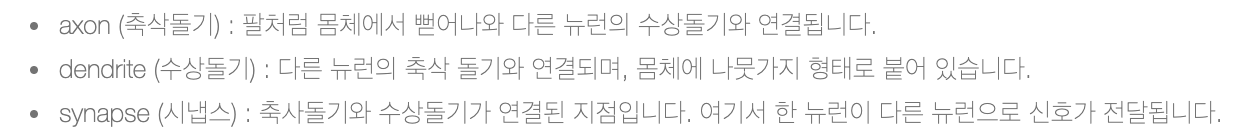 • axon (축삭돌기) : 팔처럼 몸체에서 뻗어나와 다른 뉴런의 수상돌기와 연결됩니다.
• dendrite (수상돌기) : 다른 뉴런의 축삭 돌기와 연결되며, 몸체에 나뭇가지 형태로 붙어 있습니다.
• synapse (시냅스) : 축사돌기와 수상돌기가 연결된 지점입니다. 여기서 한 뉴런이 다른 뉴런으로 신호가 전달됩니다.